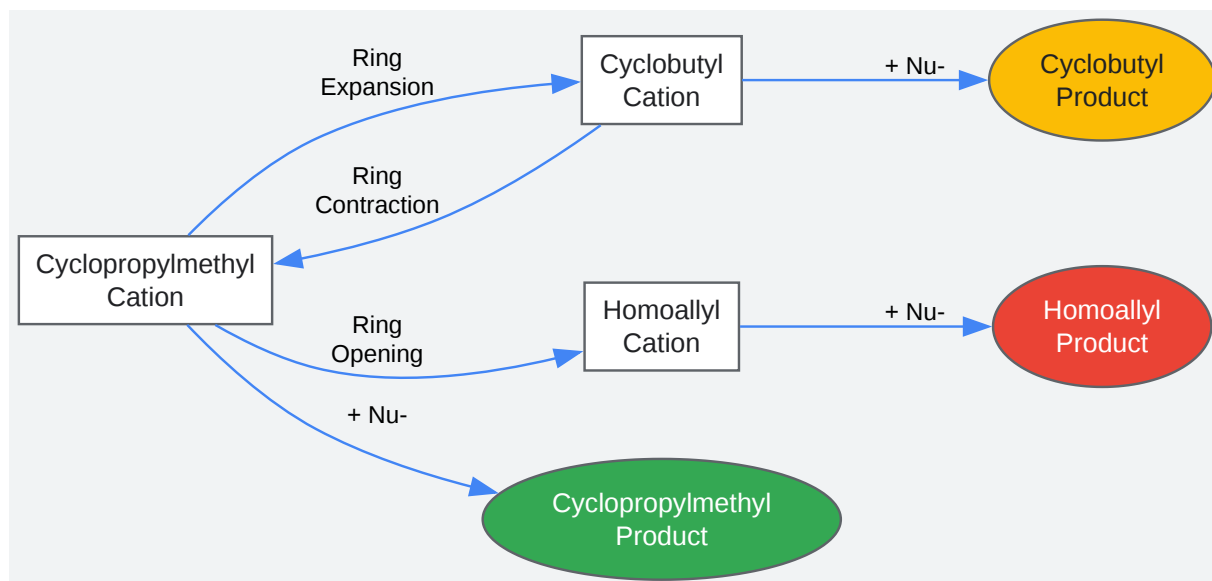 Ring
Expansion
Cyclobutyl
Cation
+ Nu-
Cyclobutyl
Product
Ring
Contraction
Cyclopropylmethyl
Cation
Ring
Opening
Homoallyl
Cation
+ Nu-
Homoallyl
Product
+ Nu-
Cyclopropylmethyl
Product